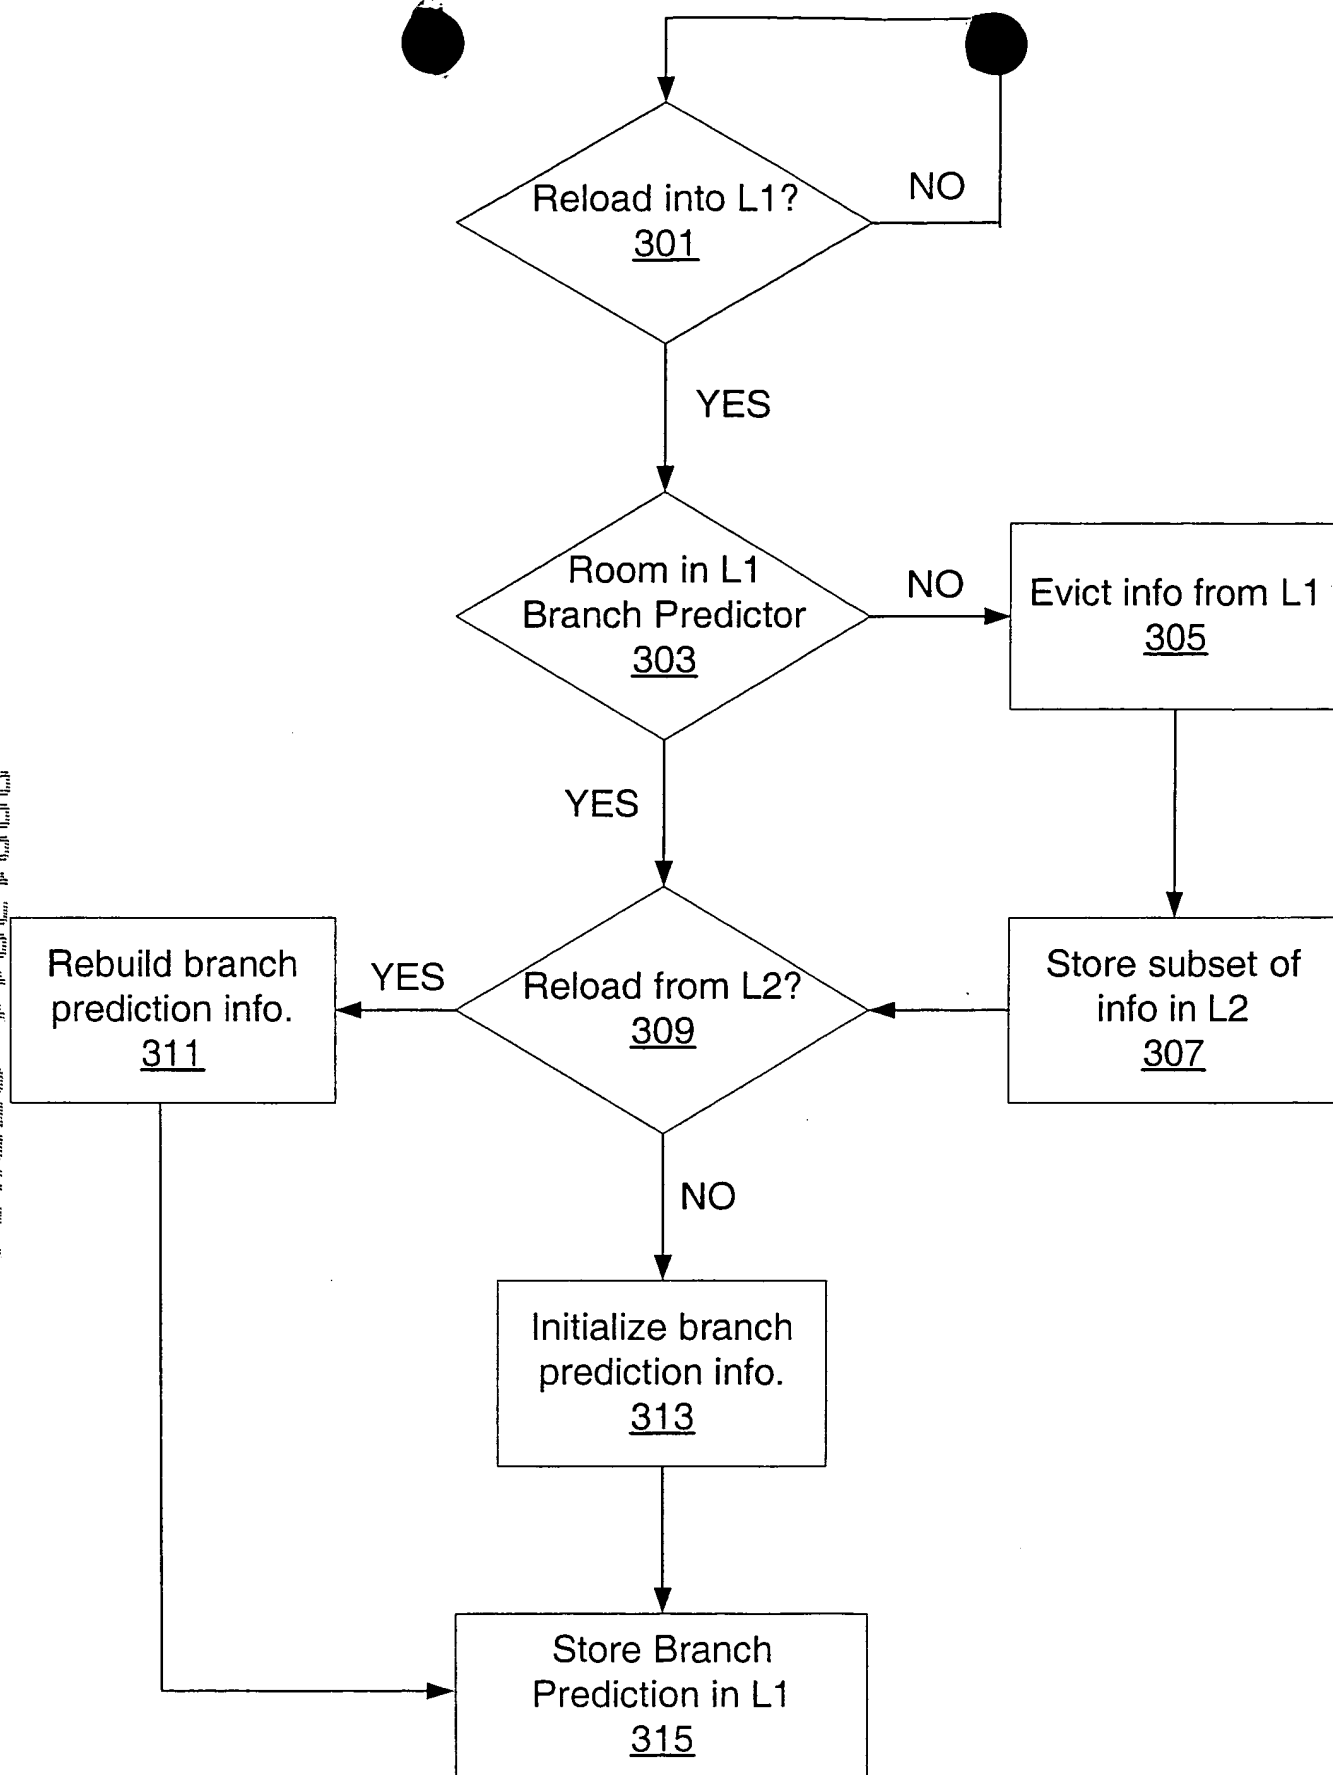 Reload into L1?
301
NO
YES
Room in L1
Branch Predictor
303
NO
Evict info from L1
305
YES
Rebuild branch
prediction info.
311
YES
Reload from L2?
309
Store subset of
info in L2
307
NO
Initialize branch
prediction info.
313
Store Branch
Prediction in L1
315